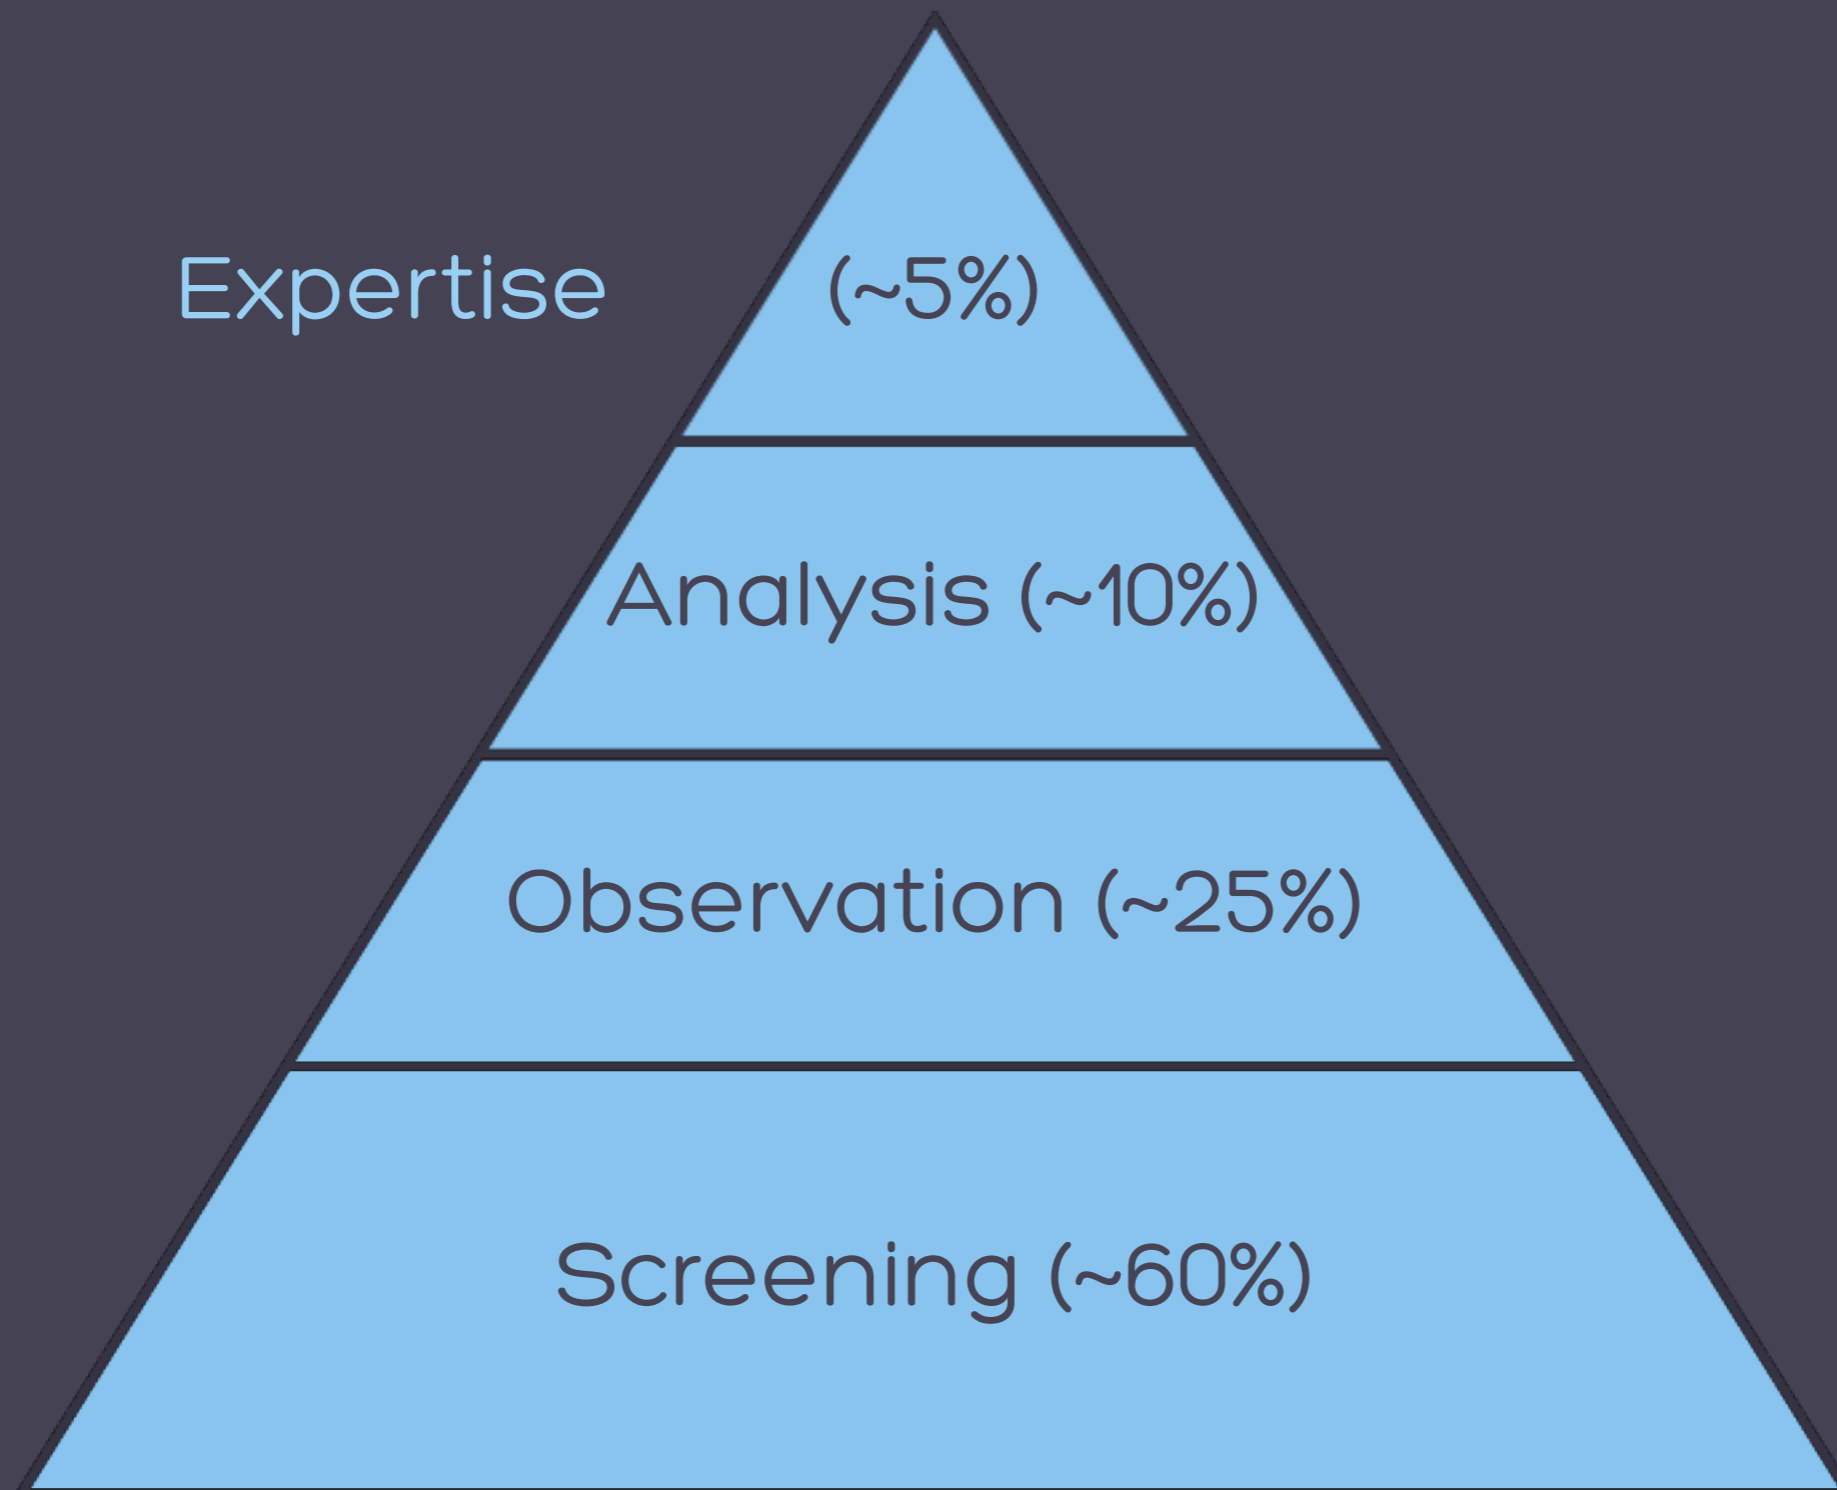 Expertise (~5%)
Analysis (~10%)
Observation (~25%)
Screening (~60%)